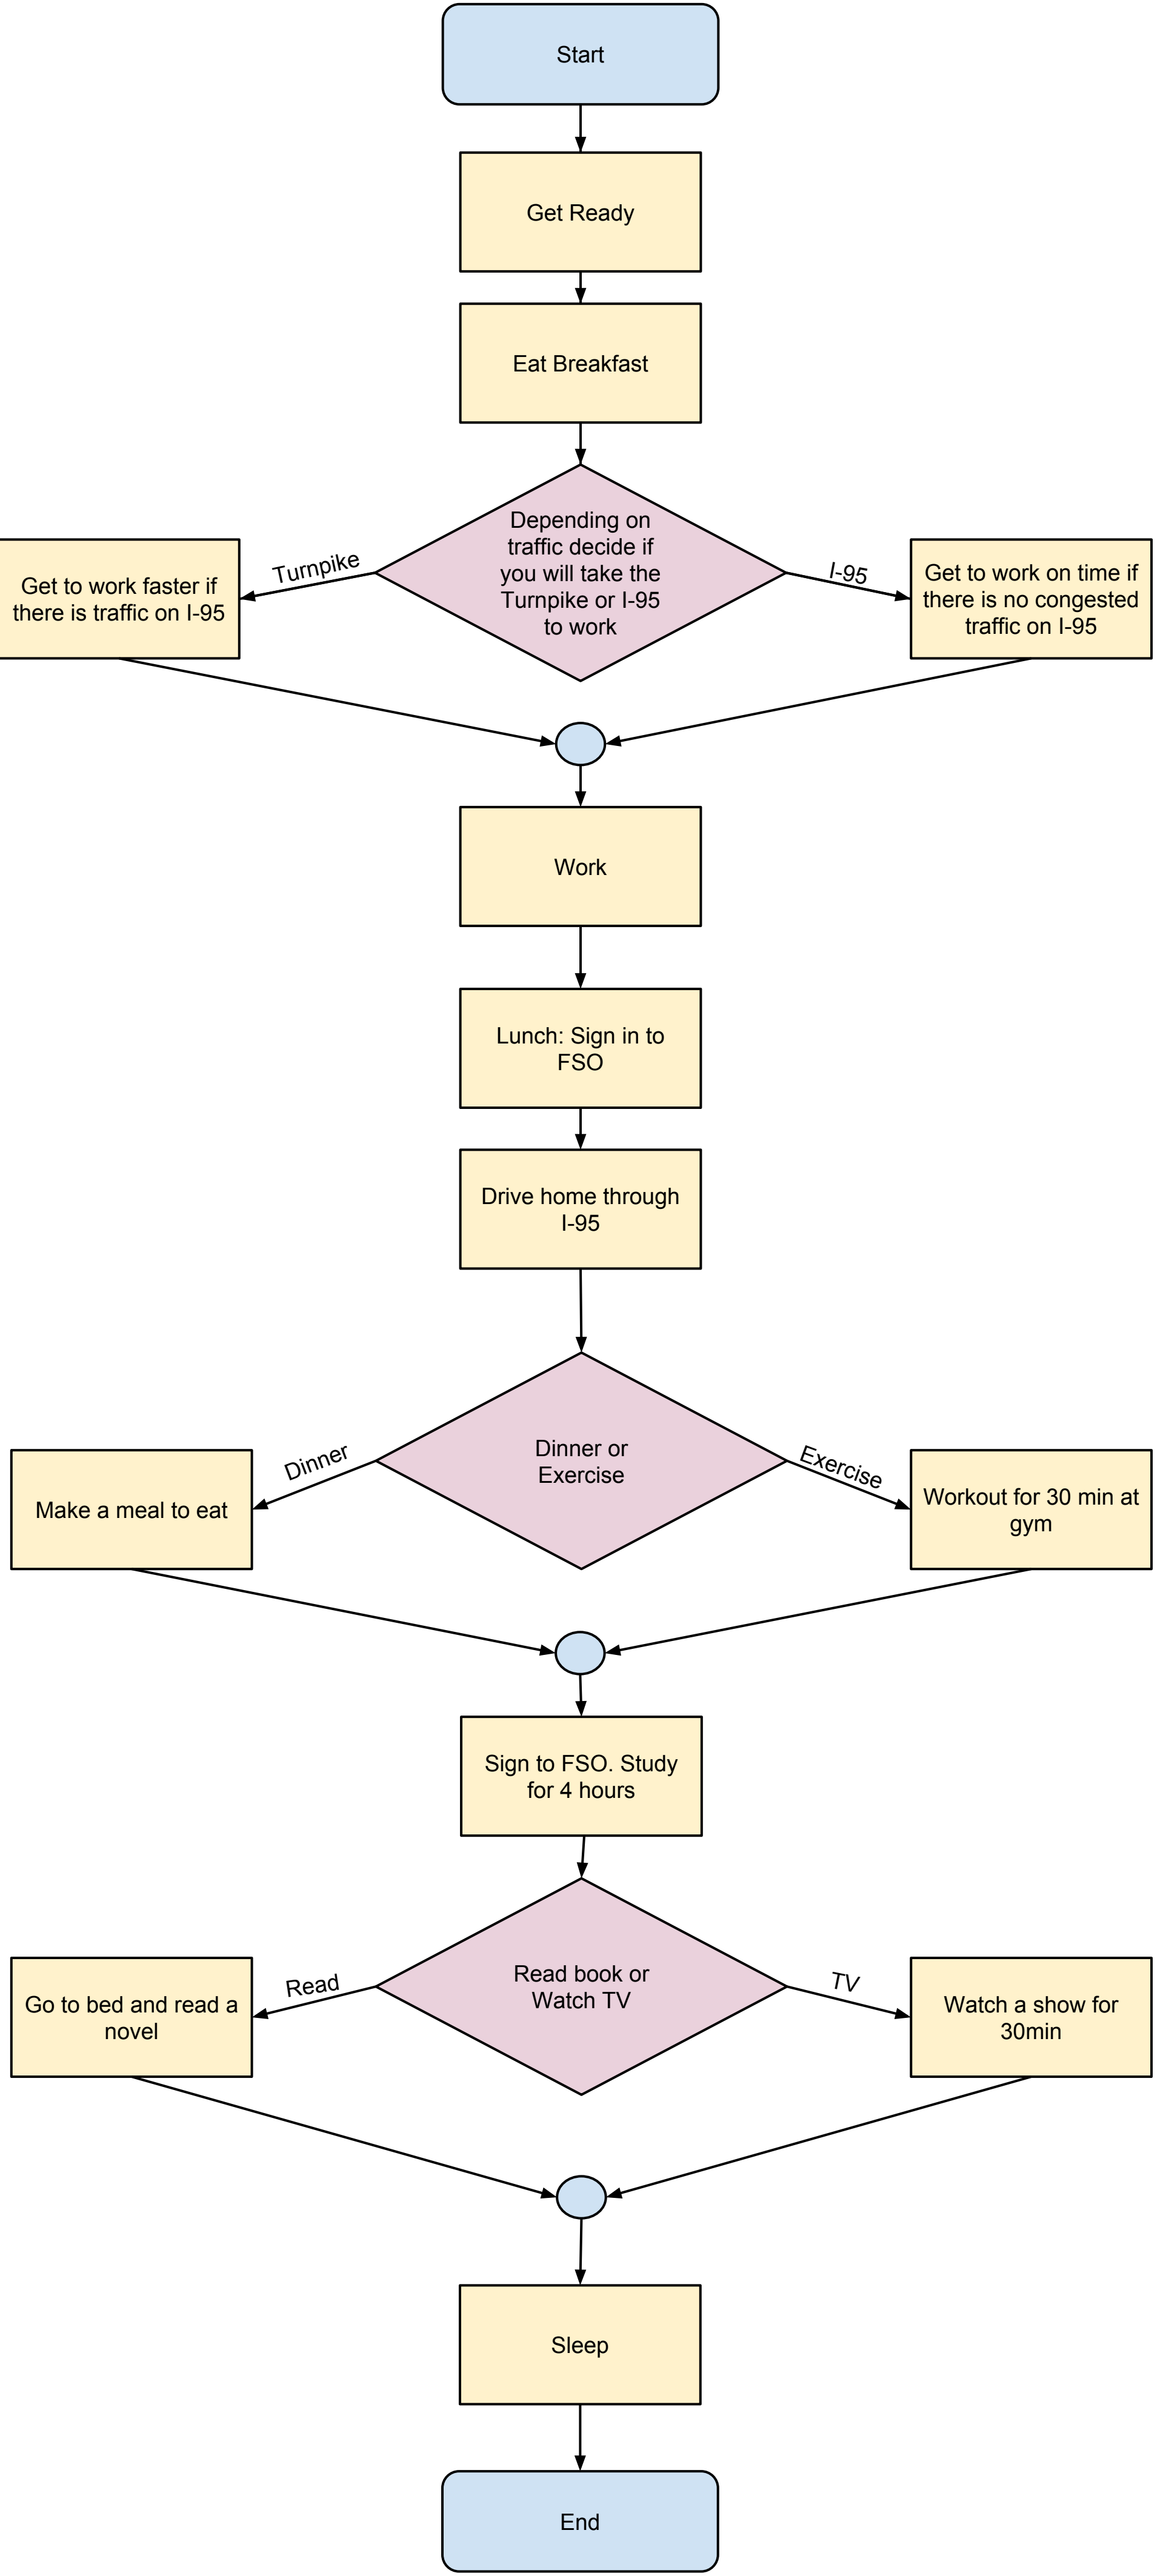 Start
Get Ready
Eat Breakfast
Depending on
traffic decide if
you will take the
Turnpike or I-95
to work
Turnpike
I-95
Get to work faster if
there is traffic on I-95
Get to work on time if
there is no congested
traffic on I-95
Work
Lunch: Sign in to
FSO
Drive home through
I-95
Dinner or
Exercise
Dinner
Exercise
Make a meal to eat
Workout for 30 min at
gym
Sign to FSO. Study
for 4 hours
Read book or
Watch TV
Read
TV
Go to bed and read a
novel
Watch a show for
30min
Sleep
End